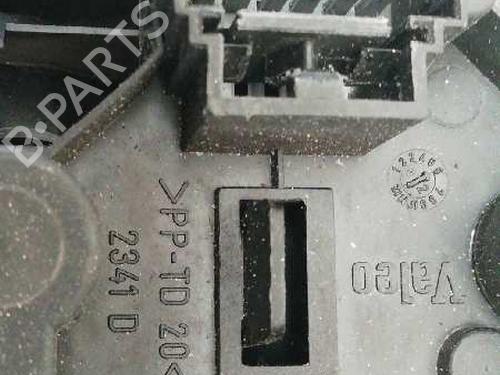 B-PARTS
>PP-TD 20<
2341 D
Valeo